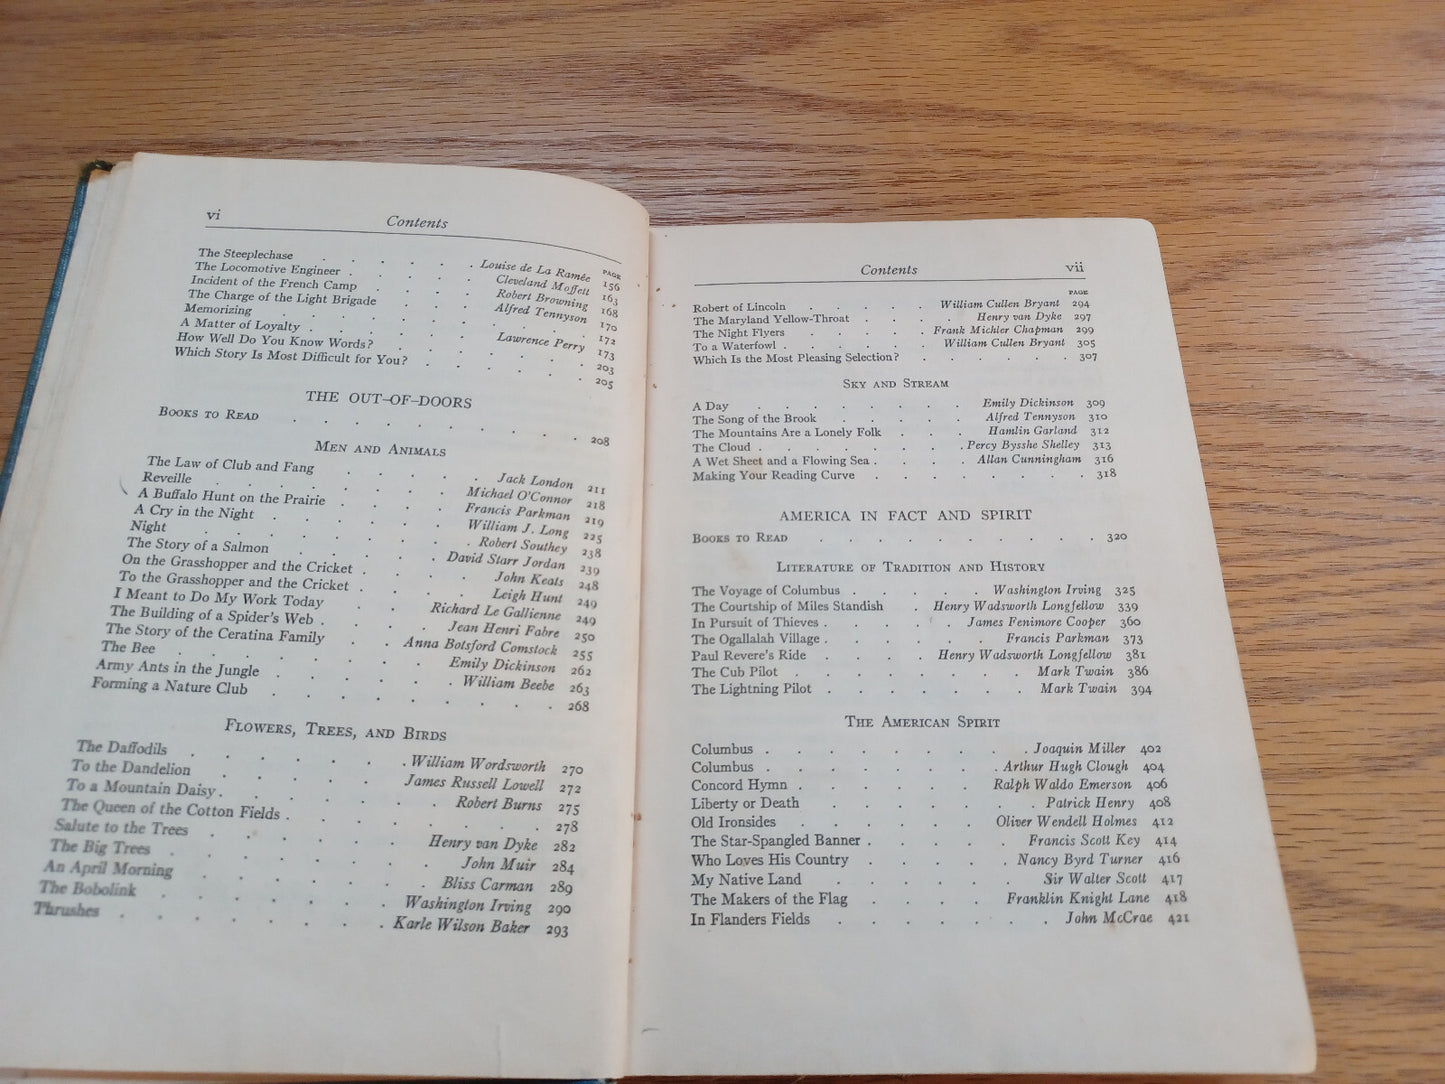 vi Contents
PAGE
The Steeplechase . . . . . . Louise de La Ramée 156
The Locomotive Engineer . . . . Cleveland Moffett 163
Incident of the French Camp . . . . Robert Browning 168
The Charge of the Light Brigade . . . . Alfred Tennyson 170
Memorizing . . . . . . . . . 172
A Matter of Loyalty . . . . . . Lawrence Perry 173
How Well Do You Know Words? . . . . . . . 203
Which Story Is Most Difficult for You? . . . . . . 205
THE OUT-OF-DOORS
BOOKS TO READ . . . . . . . . . . 208
MEN AND ANIMALS
The Law of Club and Fang . . . . . Jack London 211
Reveille . . . . . . . Michael O'Connor 218
A Buffalo Hunt on the Prairie . . . . Francis Parkman 219
A Cry in the Night . . . . . . William J. Long 225
Night . . . . . . . . Robert Southey 238
The Story of a Salmon . . . . . David Starr Jordan 239
On the Grasshopper and the Cricket . . . . John Keats 248
To the Grasshopper and the Cricket . . . . Leigh Hunt 249
I Meant to Do My Work Today . . . Richard Le Gallienne 249
The Building of a Spider's Web . . . . Jean Henri Fabre 250
The Story of the Ceratina Family . . Anna Botsford Comstock 255
The Bee . . . . . . . Emily Dickinson 262
Army Ants in the Jungle . . . . . William Beebe 263
Forming a Nature Club . . . . . . . 268
FLOWERS, TREES, AND BIRDS
The Daffodils . . . . . . William Wordsworth 270
To the Dandelion . . . . . James Russell Lowell 272
To a Mountain Daisy . . . . . . Robert Burns 275
The Queen of the Cotton Fields . . . . . . . 278
Salute to the Trees . . . . . Henry van Dyke 282
The Big Trees . . . . . . . John Muir 284
An April Morning . . . . . . Bliss Carman 289
The Bobolink . . . . . . Washington Irving 290
Thrushes . . . . . . . Karle Wilson Baker 293
Contents vii
PAGE
Robert of Lincoln . . . . William Cullen Bryant 294
The Maryland Yellow-Throat . . . . Henry van Dyke 297
The Night Flyers . . . . . Frank Michler Chapman 299
To a Waterfowl . . . . . . William Cullen Bryant 305
Which Is the Most Pleasing Selection? . . . . . . 307
SKY AND STREAM
A Day . . . . . . . Emily Dickinson 309
The Song of the Brook . . . . . Alfred Tennyson 310
The Mountains Are a Lonely Folk . . . Hamlin Garland 312
The Cloud . . . . . . . . Percy Bysshe Shelley 313
A Wet Sheet and a Flowing Sea . . . . Allan Cunningham 316
Making Your Reading Curve . . . . . . . . 318
AMERICA IN FACT AND SPIRIT
BOOKS TO READ . . . . . . . . . . 320
LITERATURE OF TRADITION AND HISTORY
The Voyage of Columbus . . . . . Washington Irving 325
The Courtship of Miles Standish . Henry Wadsworth Longfellow 339
In Pursuit of Thieves . . . . . James Fenimore Cooper 360
The Ogallalah Village . . . . . . Francis Parkman 373
Paul Revere's Ride . . . . Henry Wadsworth Longfellow 381
The Cub Pilot . . . . . . . Mark Twain 386
The Lightning Pilot . . . . . . Mark Twain 394
THE AMERICAN SPIRIT
Columbus . . . . . . . . Joaquin Miller 402
Columbus . . . . . . . Arthur Hugh Clough 404
Concord Hymn . . . . . . Ralph Waldo Emerson 406
Liberty or Death . . . . . . . Patrick Henry 408
Old Ironsides . . . . . Oliver Wendell Holmes 412
The Star-Spangled Banner . . . . . Francis Scott Key 414
Who Loves His Country . . . . . Nancy Byrd Turner 416
My Native Land . . . . . . Sir Walter Scott 417
The Makers of the Flag . . . . Franklin Knight Lane 418
In Flanders Fields . . . . . . . John McCrae 421